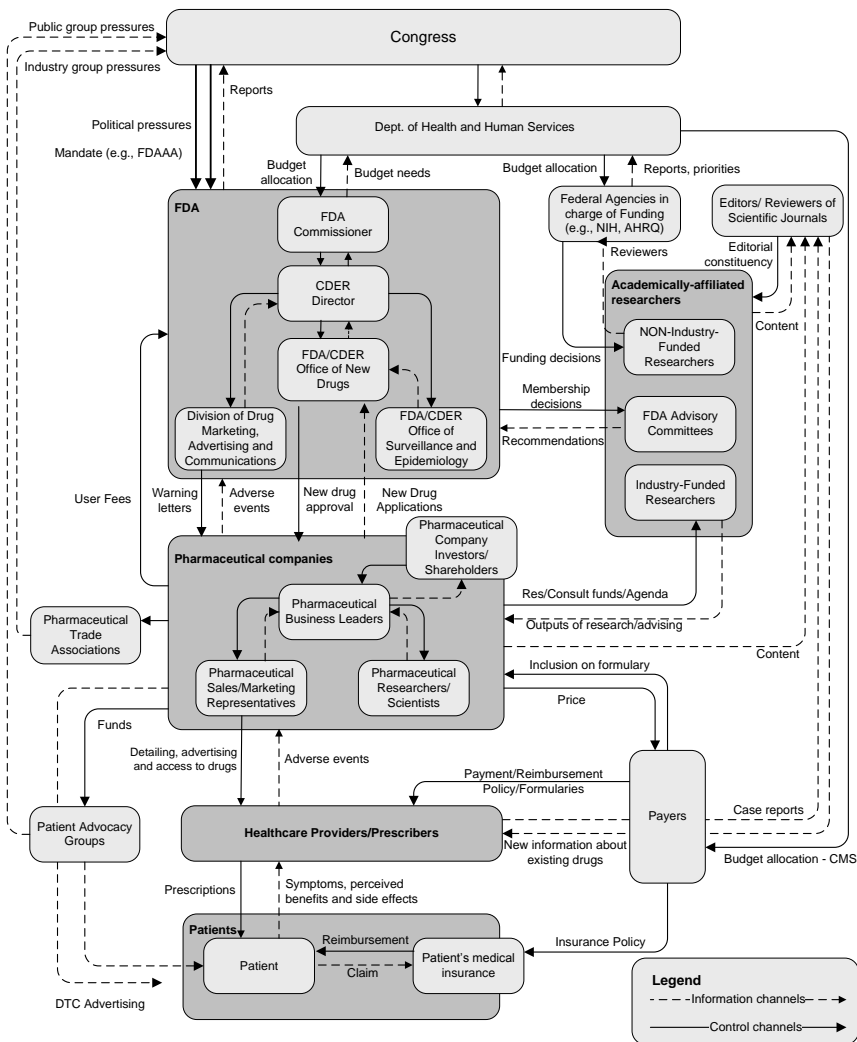 Public group pressures
Congress
Industry group pressures
Reports
Political pressures
Mandate (e.g., FDAAA)
Dept. of Health and Human Services
Budget
allocation
Budget needs
Budget allocation
Reports, priorities
FDA
FDA
Commissioner
Federal Agencies in
charge of Funding
(e.g., NIH, AHRQ)
Editors/ Reviewers of
Scientific Journals
Reviewers
Editorial
constituency
CDER
Director
Academically-affiliated
researchers
Content
NON-Industry-
Funded
Researchers
FDA/CDER
Office of New
Drugs
Funding decisions
Membership
decisions
Division of Drug
Marketing,
Advertising and
Communications
FDA/CDER
Office of
Surveillance and
Epidemiology
FDA Advisory
Committees
Recommendations
User Fees
Warning
letters
Adverse
events
New drug
approval
New Drug
Applications
Industry-Funded
Researchers
Pharmaceutical
Company
Investors/
Shareholders
Pharmaceutical companies
Pharmaceutical
Business Leaders
Res/Consult funds/Agenda
Pharmaceutical
Trade
Associations
Outputs of research/advising
Content
Pharmaceutical
Sales/Marketing
Representatives
Pharmaceutical
Researchers/
Scientists
Inclusion on formulary
Price
Funds
Detailing, advertising
and access to drugs
Adverse events
Payment/Reimbursement
Policy/Formularies
Payers
Case reports
Patient Advocacy
Groups
Healthcare Providers/Prescribers
New information about
existing drugs
Budget allocation - CMS
Prescriptions
Symptoms, perceived
benefits and side effects
Patients
Reimbursement
Insurance Policy
Patient
Patient's medical
insurance
Claim
DTC Advertising
Legend
Information channels
Control channels